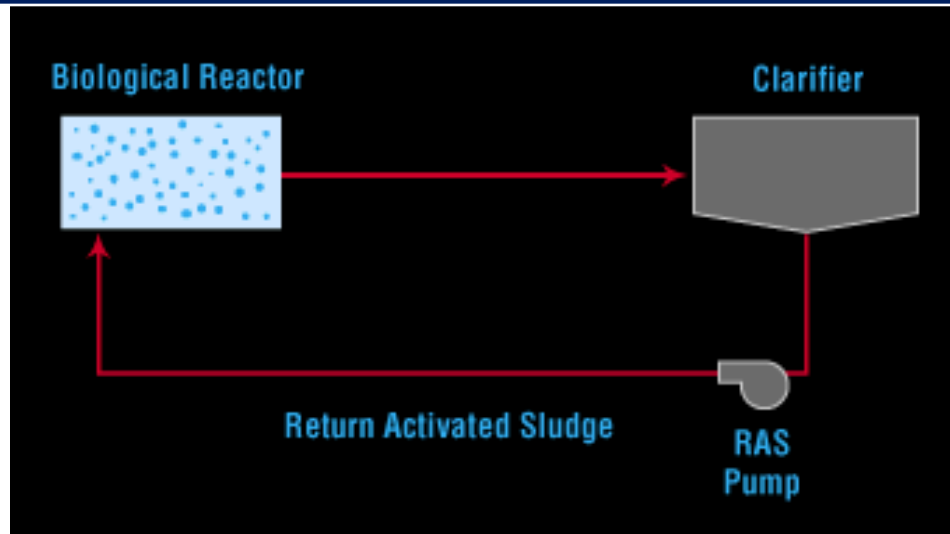 Biological Reactor
Clarifier
Return Activated Sludge
RAS
Pump